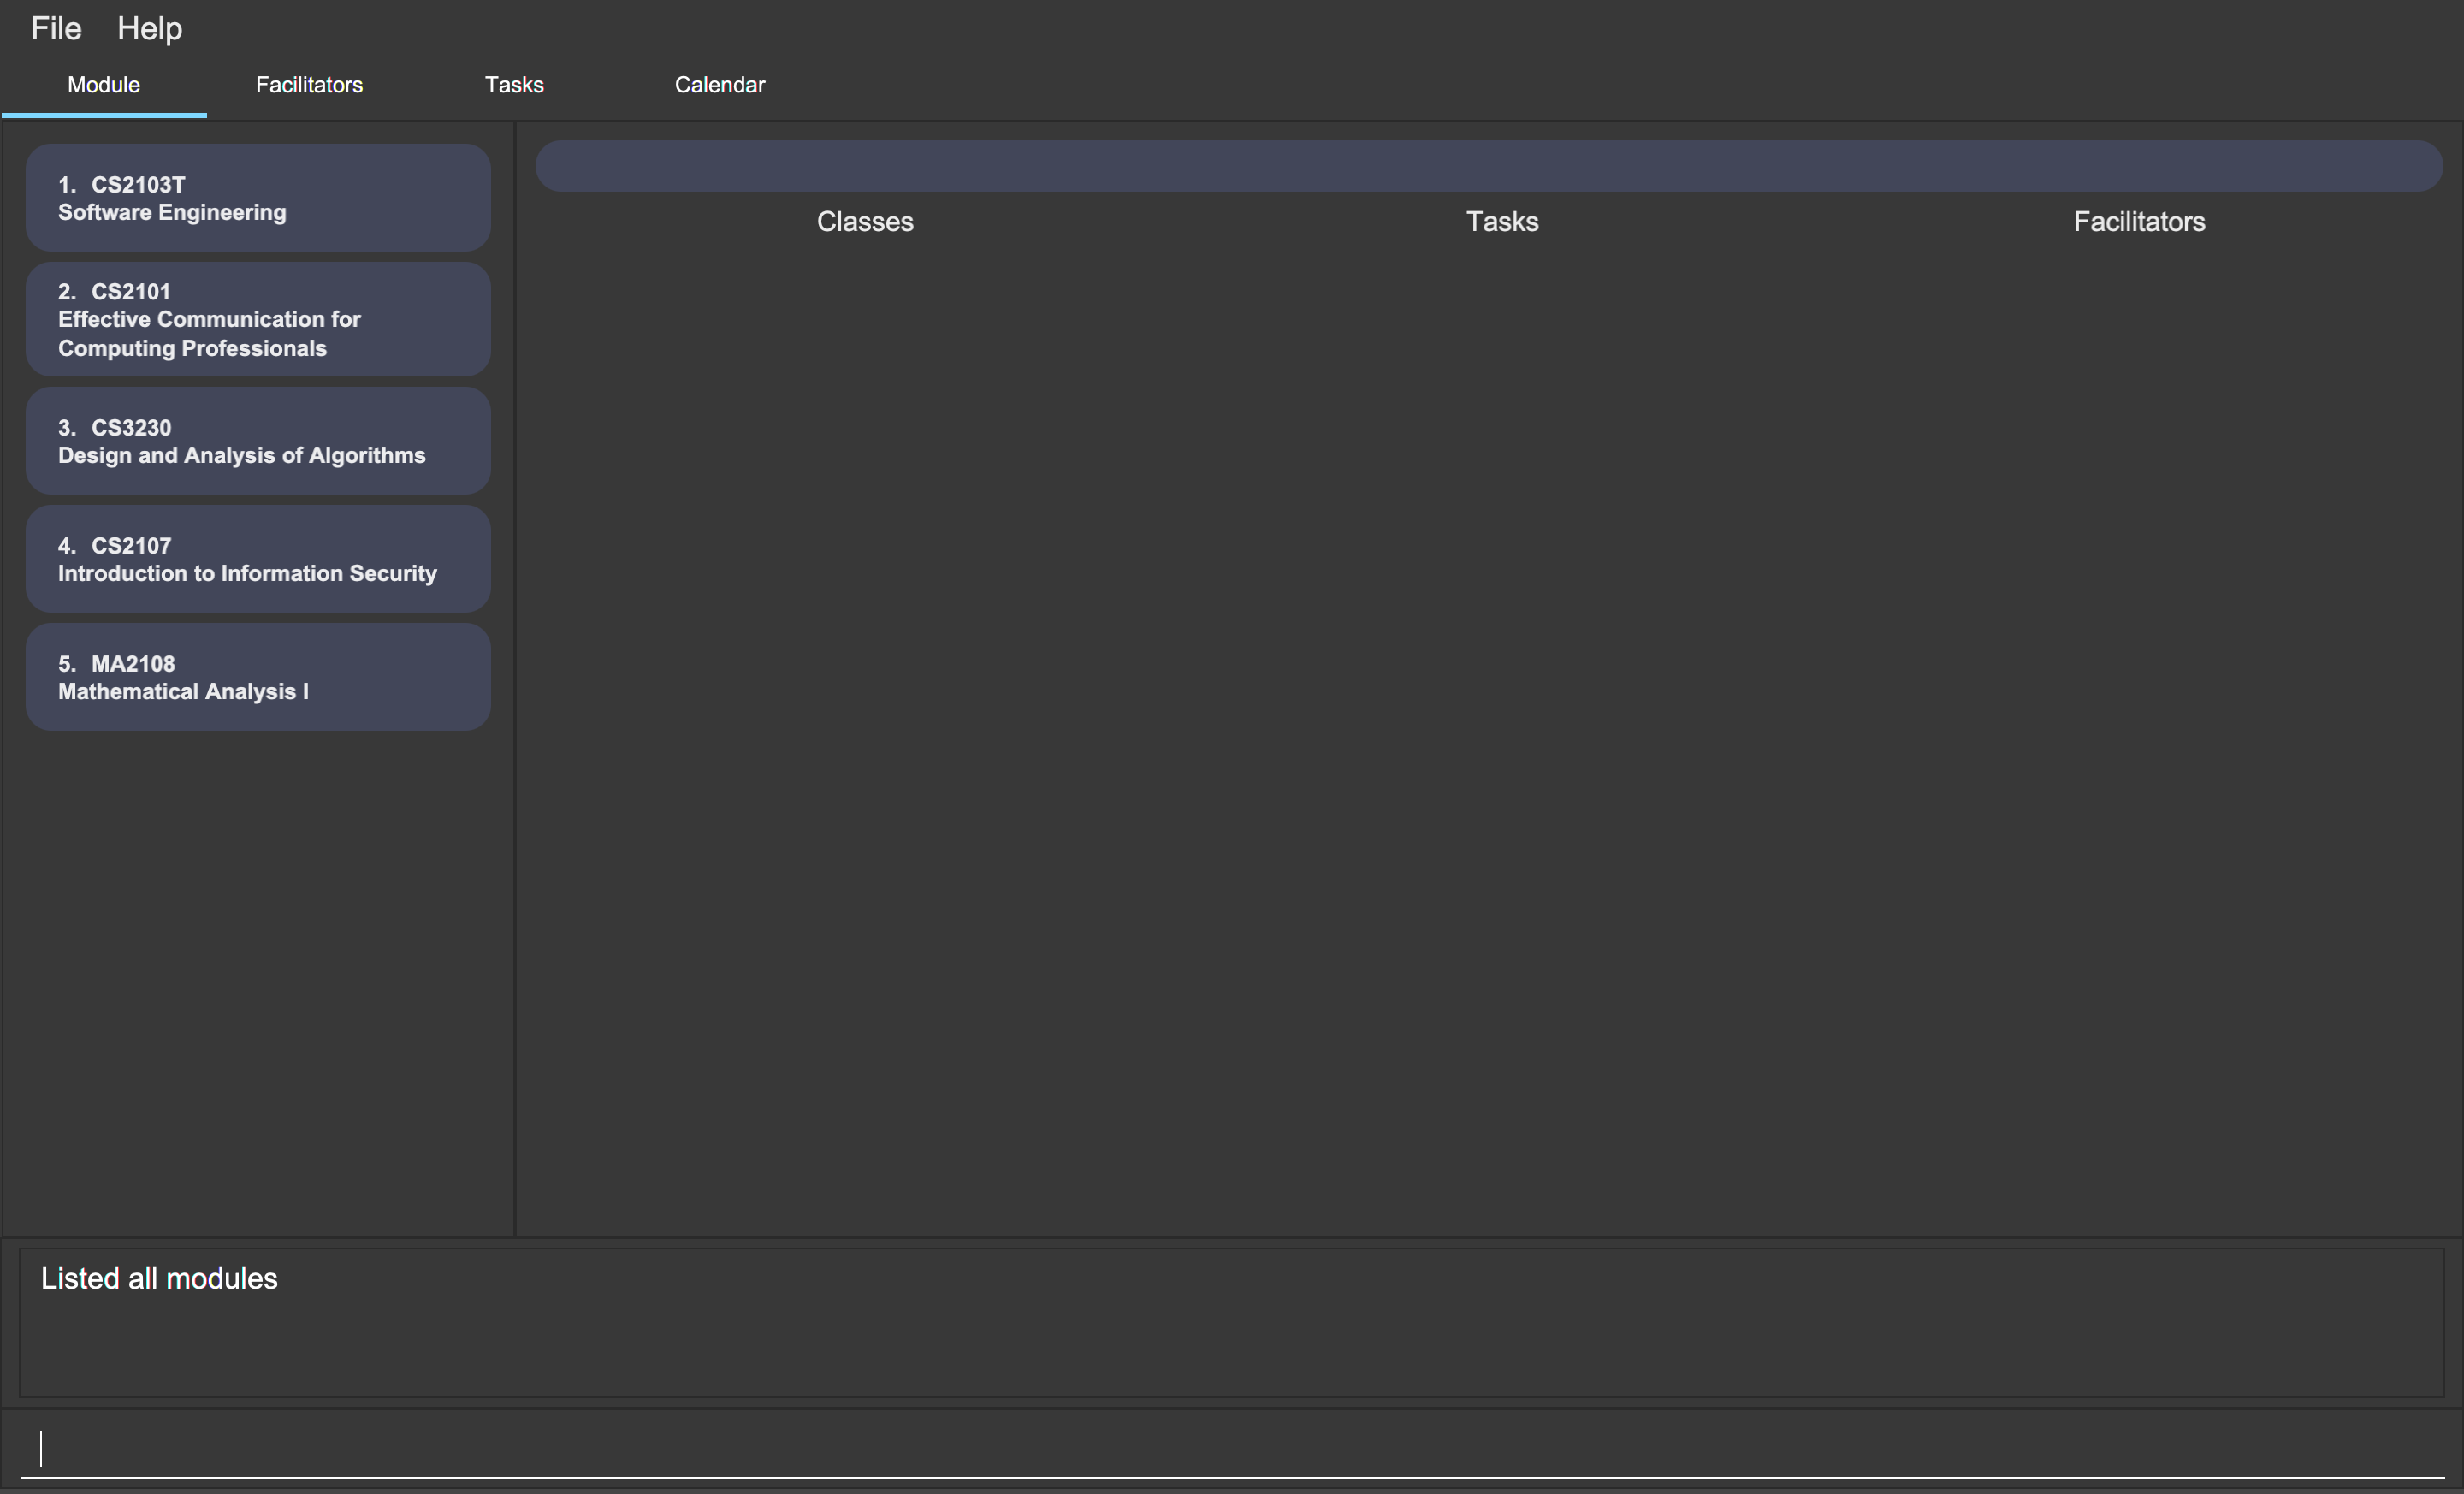 File Help
Module Facilitators Tasks Calendar
1. CS2103T
Software Engineering
2. CS2101
Effective Communication for
Computing Professionals
3. CS3230
Design and Analysis of Algorithms
4. CS2107
Introduction to Information Security
5. MA2108
Mathematical Analysis I
Classes Tasks Facilitators
Listed all modules